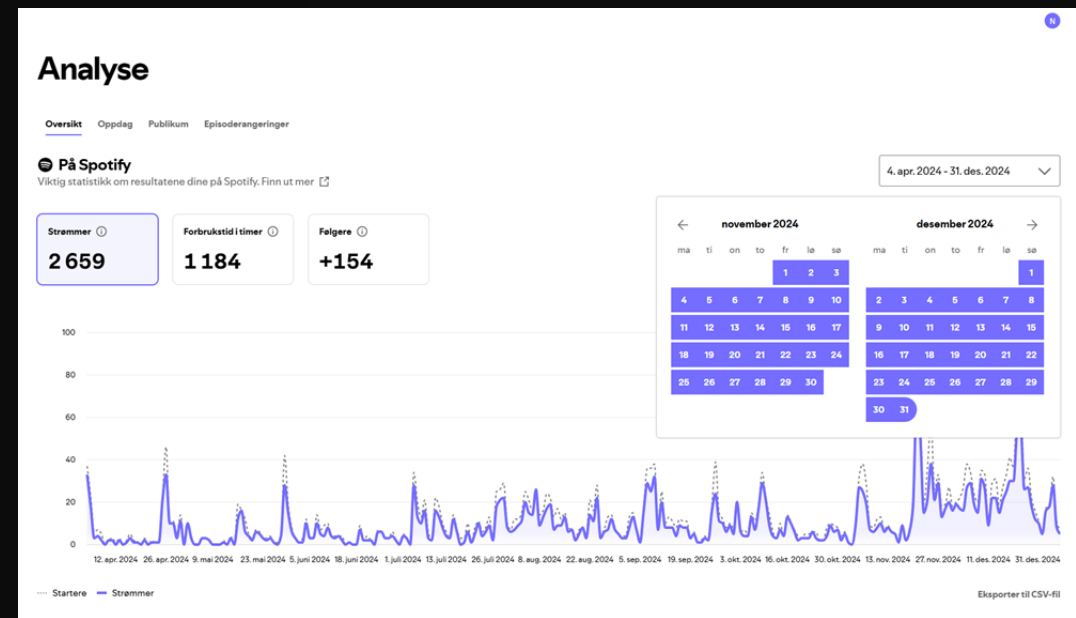 N
Analyse
Oversikt Oppdag Publikum Episoderangeringer
På Spotify
Viktig statistikk om resultatene dine på Spotify. Finn ut mer
4. apr. 2024 - 31. des. 2024
Strømmer
2 659
Forbrukstid i timer
1 184
Følgere
+154
november 2024
ma ti on to fr lø sø
1 2 3
4 5 6 7 8 9 10
11 12 13 14 15 16 17
18 19 20 21 22 23 24
25 26 27 28 29 30
desember 2024
ma ti on to fr lø sø
1
2 3 4 5 6 7 8
9 10 11 12 13 14 15
16 17 18 19 20 21 22
23 24 25 26 27 28 29
30 31
100
80
60
40
20
0
12. apr. 2024 26. apr. 2024 9. mai 2024 23. mai 2024 5. juni 2024 18. juni 2024 1. juli 2024 13. juli 2024 26. juli 2024 8. aug. 2024 22. aug. 2024 5. sep. 2024 19. sep. 2024 3. okt. 2024 16. okt. 2024 30. okt. 2024 13. nov. 2024 27. nov. 2024 11. des. 2024 31. des. 2024
Startere Strømmer
Eksporter til CSV-fil